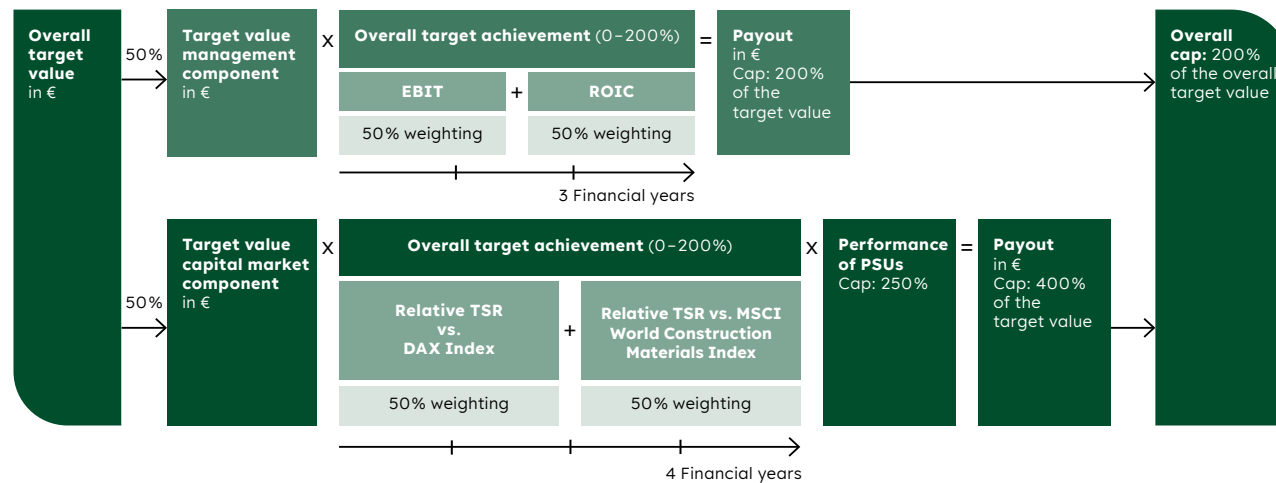 Overall
target
value
in €
50%
Target value
management
component
in €
x
Overall target achievement (0–200%)
EBIT
+
ROIC
50% weighting
50% weighting
3 Financial years
=
Payout
in €
Cap: 200%
of the
target value
Overall
cap: 200%
of the overall
target value
50%
Target value
capital market
component
in €
x
Overall target achievement (0–200%)
Relative TSR
vs.
DAX Index
+
Relative TSR vs. MSCI
World Construction
Materials Index
50% weighting
50% weighting
4 Financial years
x
Performance
of PSUs
Cap: 250%
=
Payout
in €
Cap: 400%
of the
target value